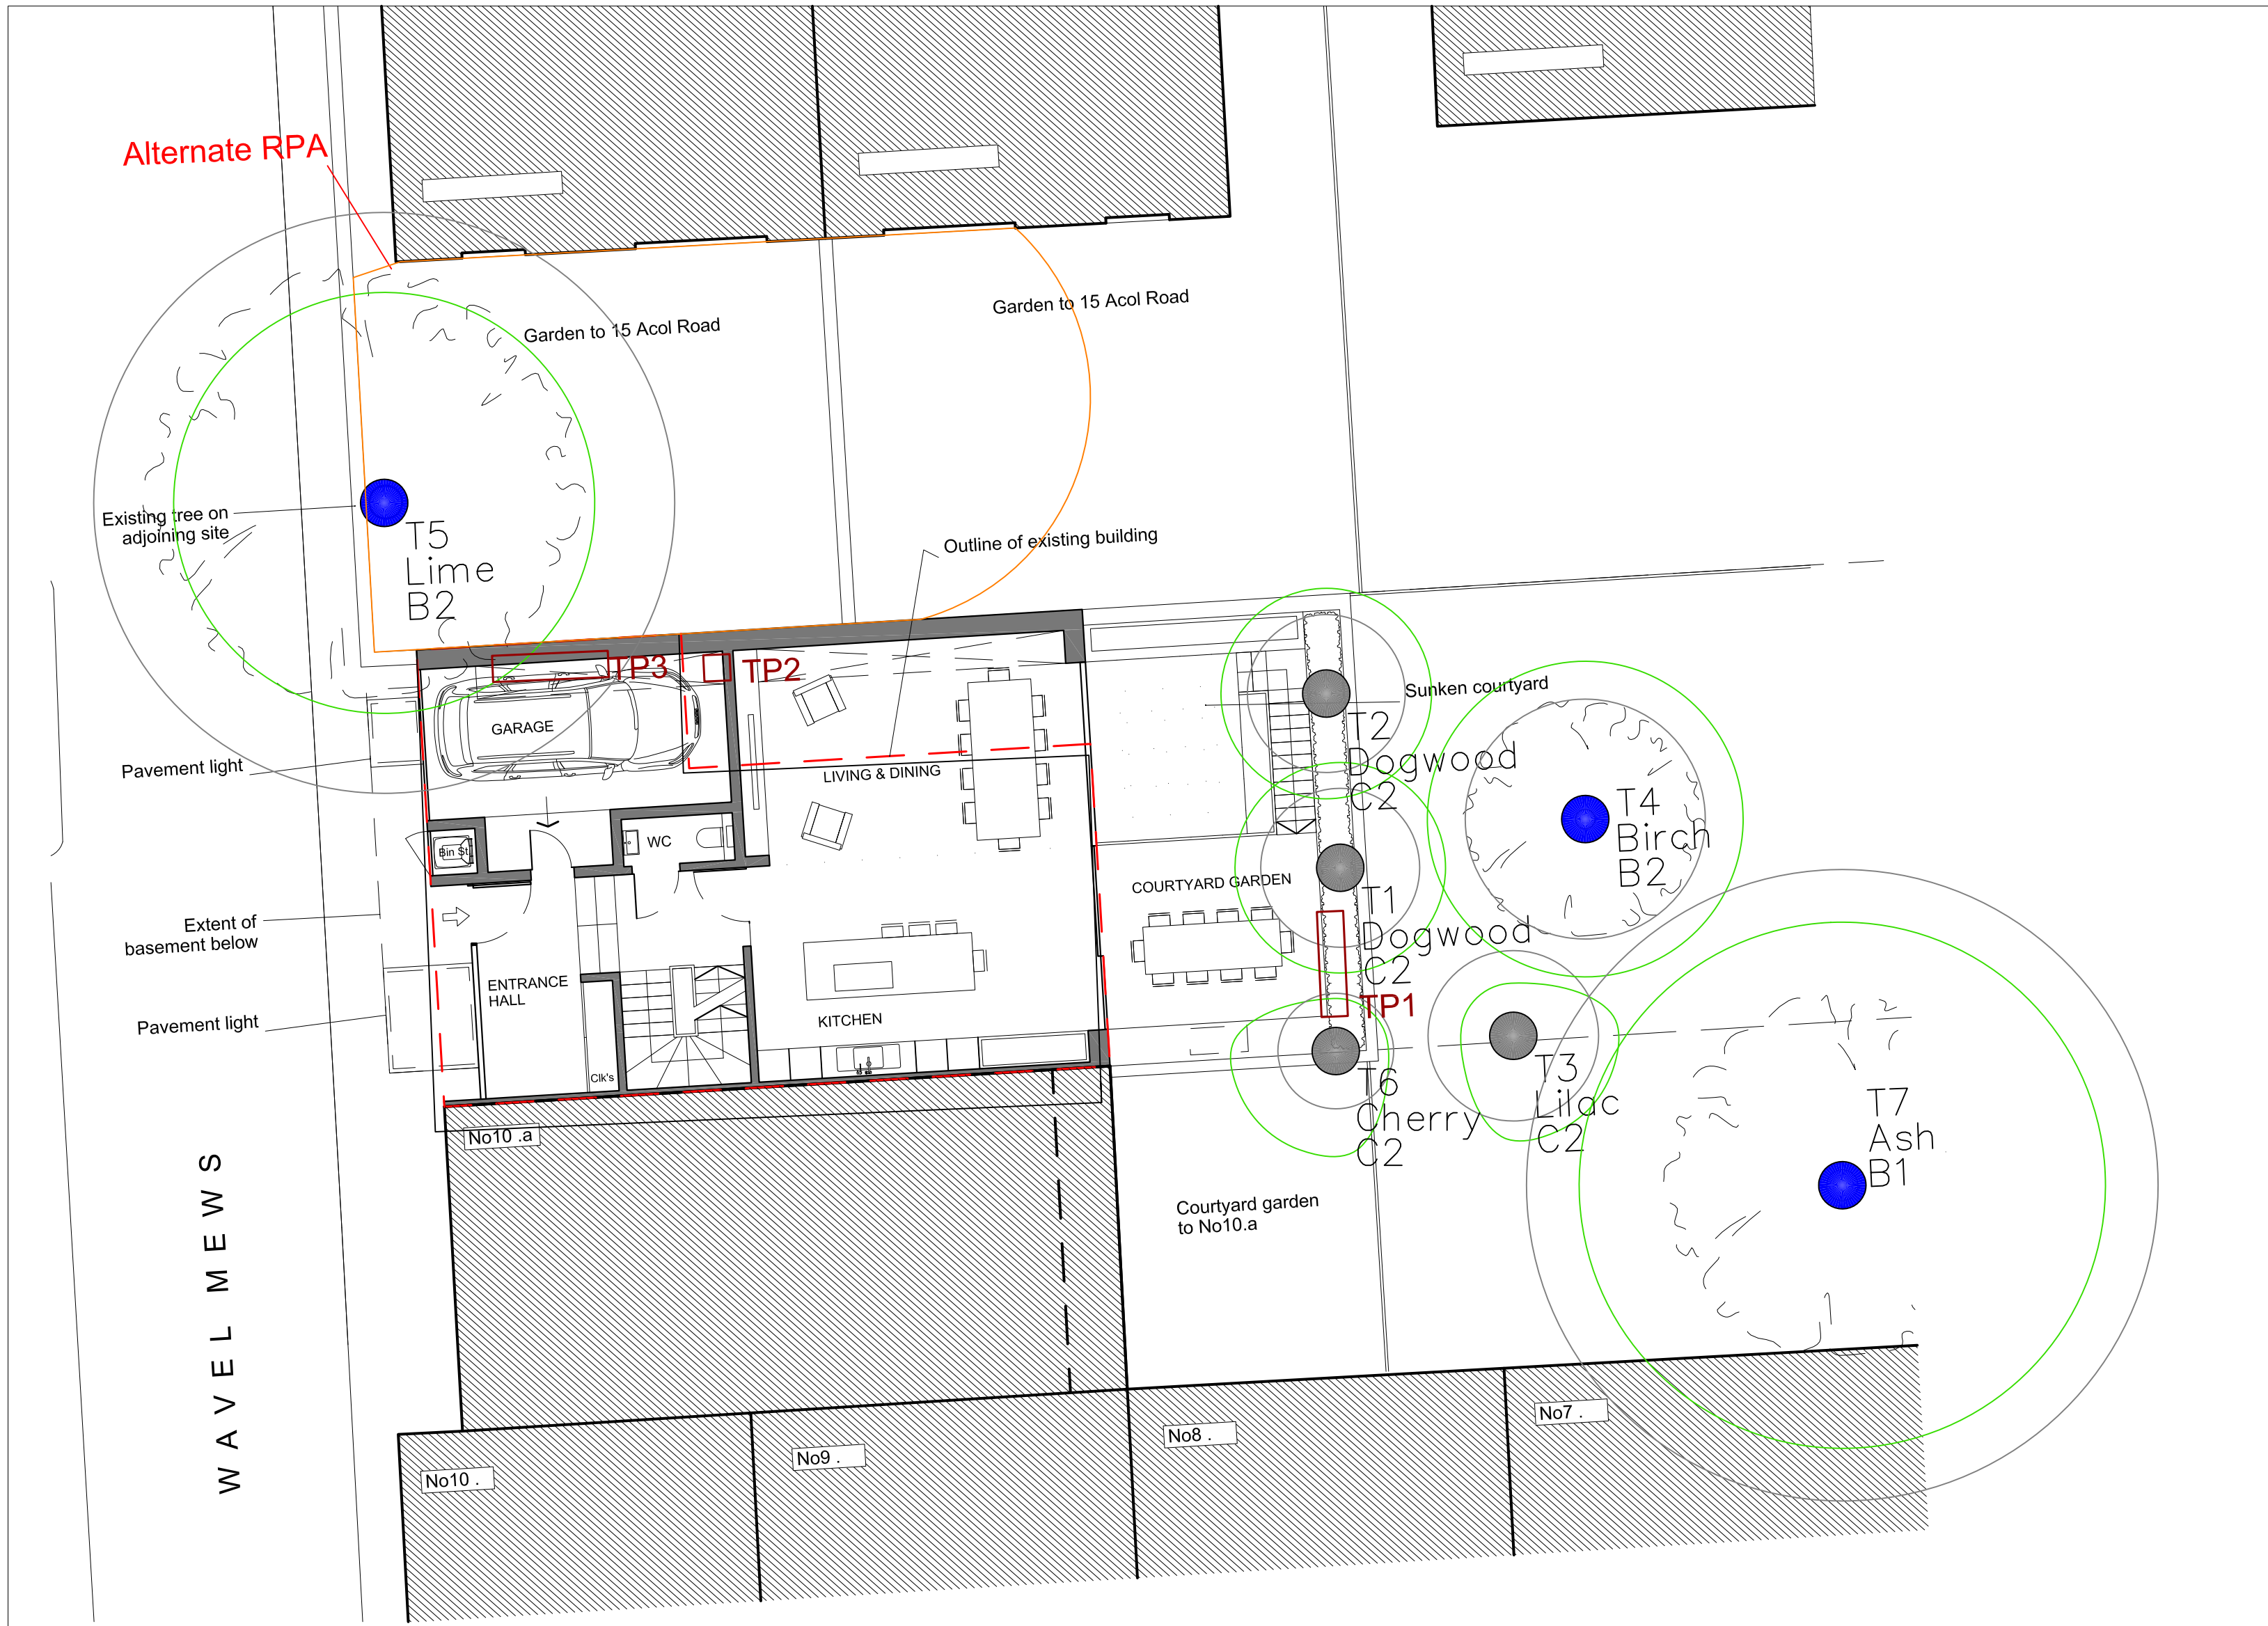 Alternate RPA
Garden to 15 Acol Road
Garden to 15 Acol Road
Existing tree on
adjoining site
T5
Lime
B2
Outline of existing building
TP3
TP2
Sunken courtyard
GARAGE
T2
Dogwood
C2
Pavement light
LIVING & DINING
T4
Birch
B2
Bin St
WC
COURTYARD GARDEN
T1
Dogwood
C2
Extent of
basement below
ENTRANCE
HALL
TP1
KITCHEN
Pavement light
Clk's
T6
Cherry
C2
T3
Lilac
C2
T7
Ash
B1
No10 .a
Courtyard garden
to No10.a
WAVEL MEWS
No7 .
No8 .
No9 .
No10 .